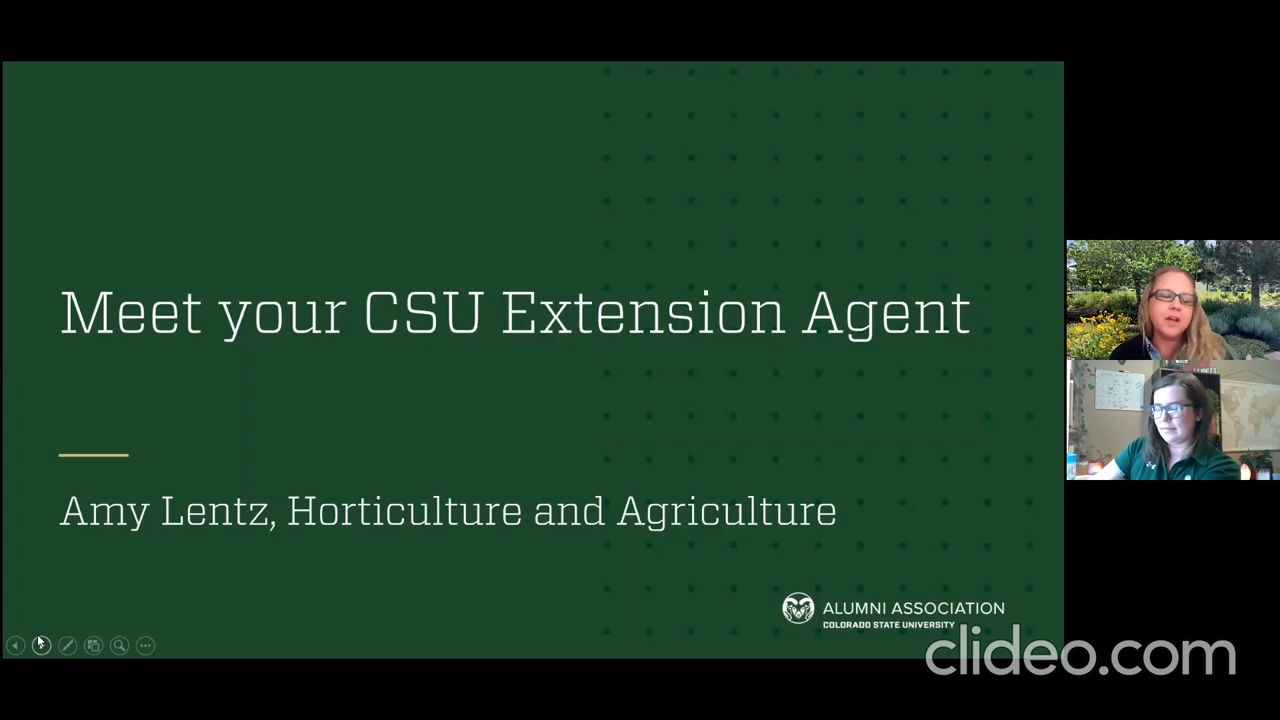 Meet your CSU Extension Agent
Amy Lentz, Horticulture and Agriculture
ALUMNI ASSOCIATION
COLORADO STATE UNIVERSITY
clideo.com